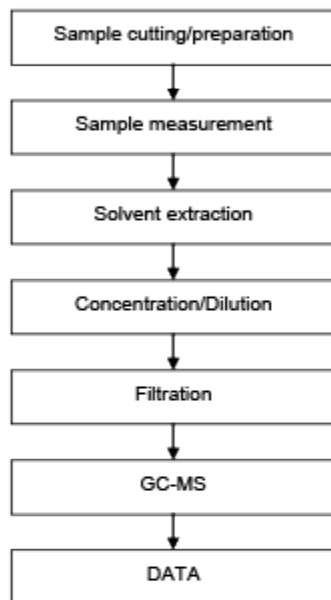 Sample cutting/preparation
Sample measurement
Solvent extraction
Concentration/Dilution
Filtration
GC-MS
DATA